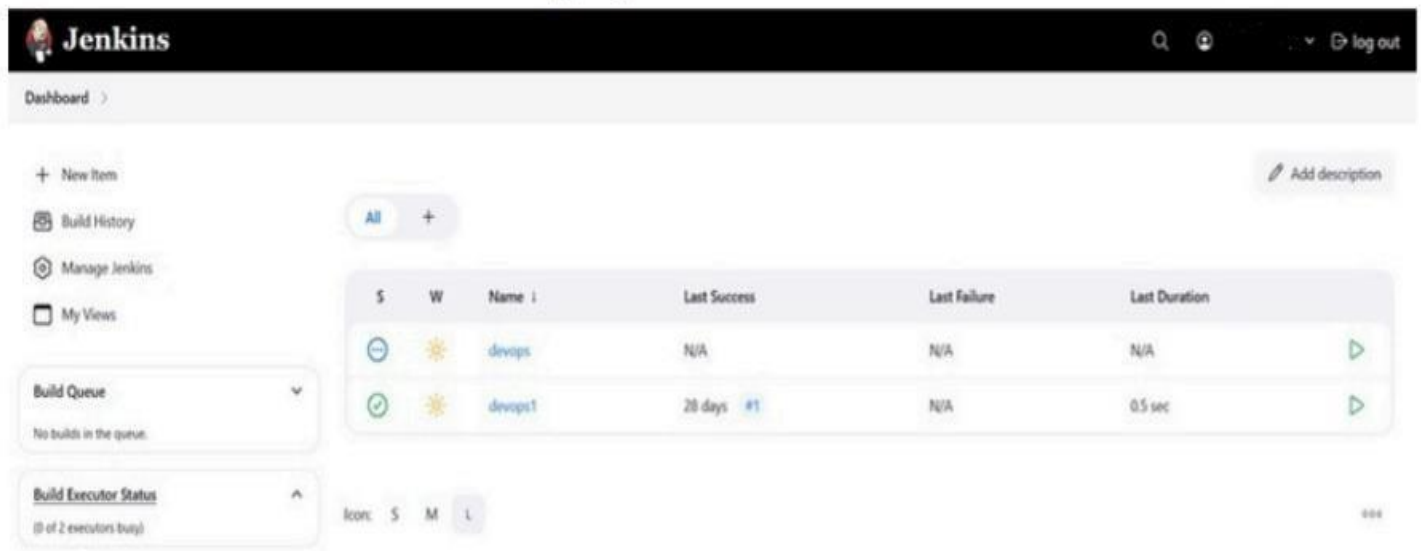 Jenkins
log out
Dashboard
New Item
Build History
Manage Jenkins
My Views
Build Queue
No builds in the queue.
Build Executor Status
(0 of 2 executors busy)
Add description
All +
S W Name ↓ Last Success Last Failure Last Duration
devops N/A N/A N/A
devops1 28 days #1 N/A 0.5 sec
Icon: S M L